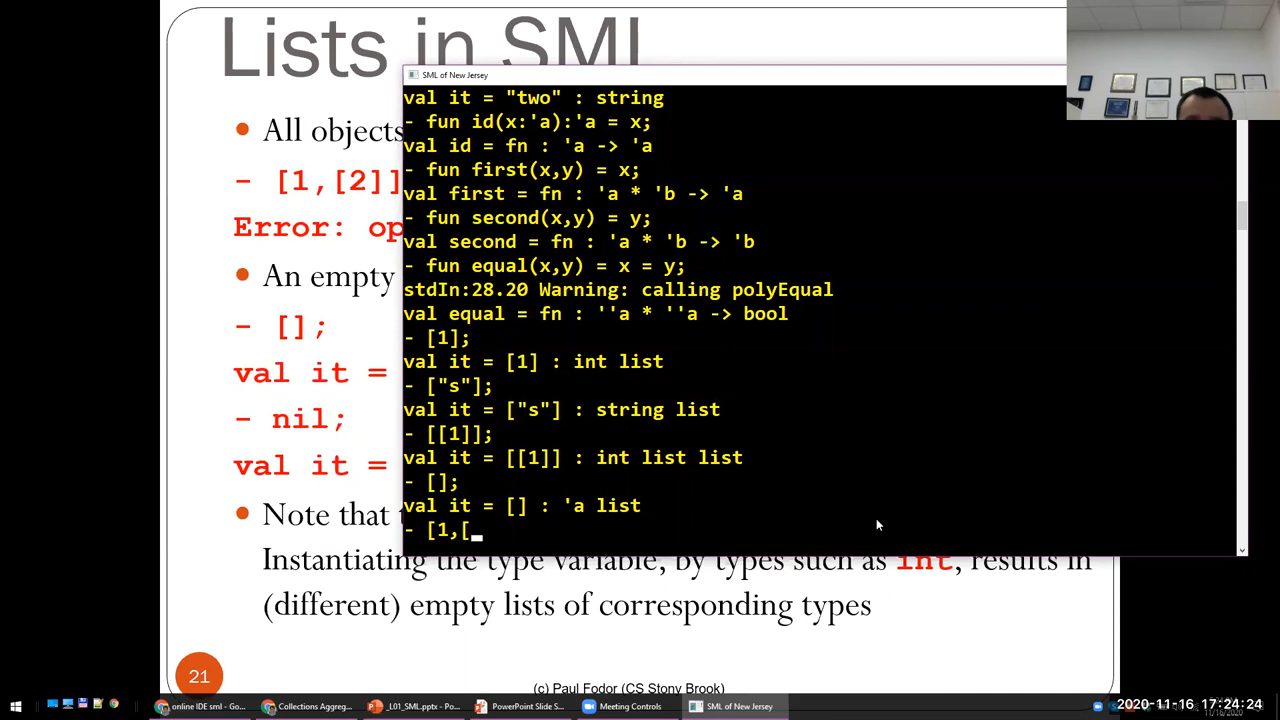 Lists in SML
SML of New Jersey
• All objects
- [1,[2]]
Error: op
• An empty
- [];
val it =
- nil;
val it =
• Note that t
Instantiating the type variable, by types such as int, results in
(different) empty lists of corresponding types
val it = "two" : string
- fun id(x:'a):'a = x;
val id = fn : 'a -> 'a
- fun first(x,y) = x;
val first = fn : 'a * 'b -> 'a
- fun second(x,y) = y;
val second = fn : 'a * 'b -> 'b
- fun equal(x,y) = x = y;
stdIn:28.20 Warning: calling polyEqual
val equal = fn : ''a * ''a -> bool
- [1];
val it = [1] : int list
- ["s"];
val it = ["s"] : string list
- [[1]];
val it = [[1]] : int list list
- [];
val it = [] : 'a list
- [1,[
21
(c) Paul Fodor (CS Stony Brook)
online IDE sml - Go...
Collections Aggreg...
_L01_SML.pptx - Po...
PowerPoint Slide S...
Meeting Controls
SML of New Jersey
2020-11-16 17:24:24
11/16/2020